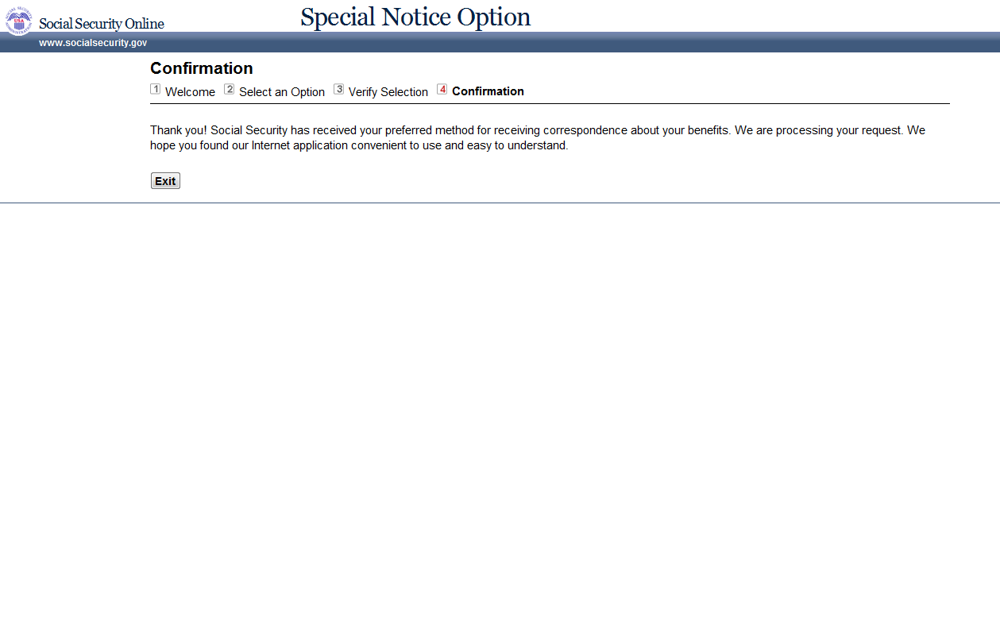 Special Notice Option
Social Security Online
www.socialsecurity.gov
Confirmation
1 Welcome 2 Select an Option 3 Verify Selection 4 Confirmation
Thank you! Social Security has received your preferred method for receiving correspondence about your benefits. We are processing your request. We
hope you found our Internet application convenient to use and easy to understand.
Exit